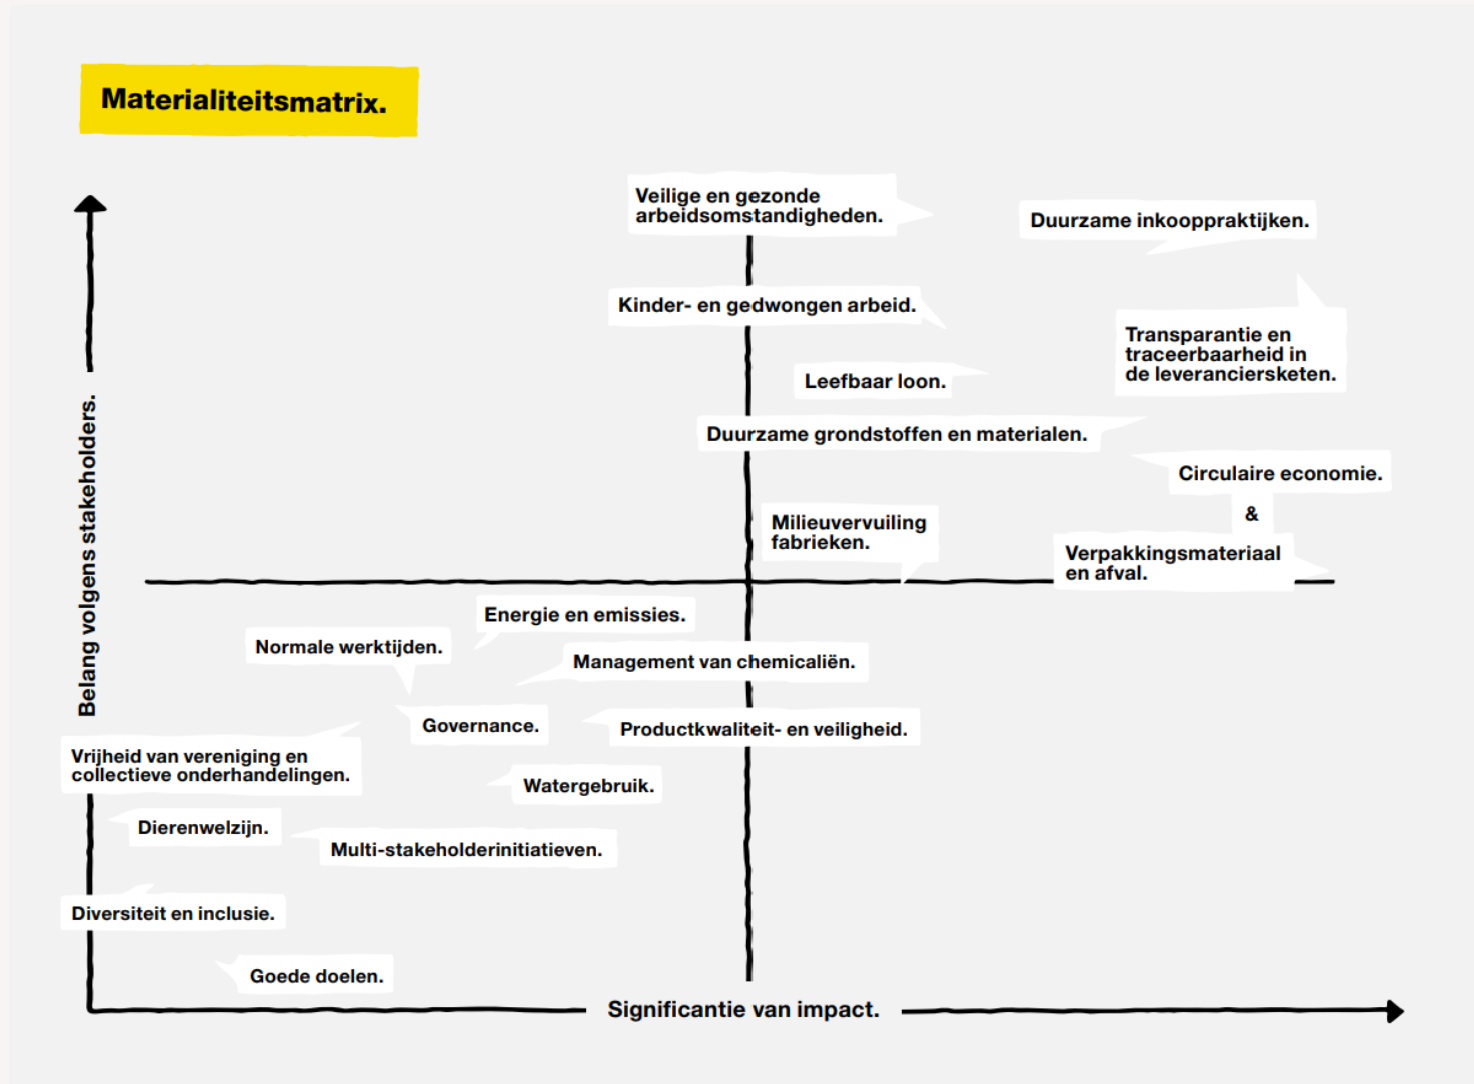 Materialiteitsmatrix.
Veilige en gezonde
arbeidsomstandigheden.
Duurzame inkooppraktijken.
Kinder- en gedwongen arbeid.
Transparantie en
traceerbaarheid in
de leveranciersketen.
Leefbaar loon.
Duurzame grondstoffen en materialen.
Circulaire economie.
&
Verpakkingsmateriaal
en afval.
Milieuvervuiling
fabrieken.
Belang volgens stakeholders.
Energie en emissies.
Normale werktijden.
Management van chemicaliën.
Governance.
Productkwaliteit- en veiligheid.
Vrijheid van vereniging en
collectieve onderhandelingen.
Watergebruik.
Dierenwelzijn.
Multi-stakeholderinitiatieven.
Diversiteit en inclusie.
Goede doelen.
Significantie van impact.